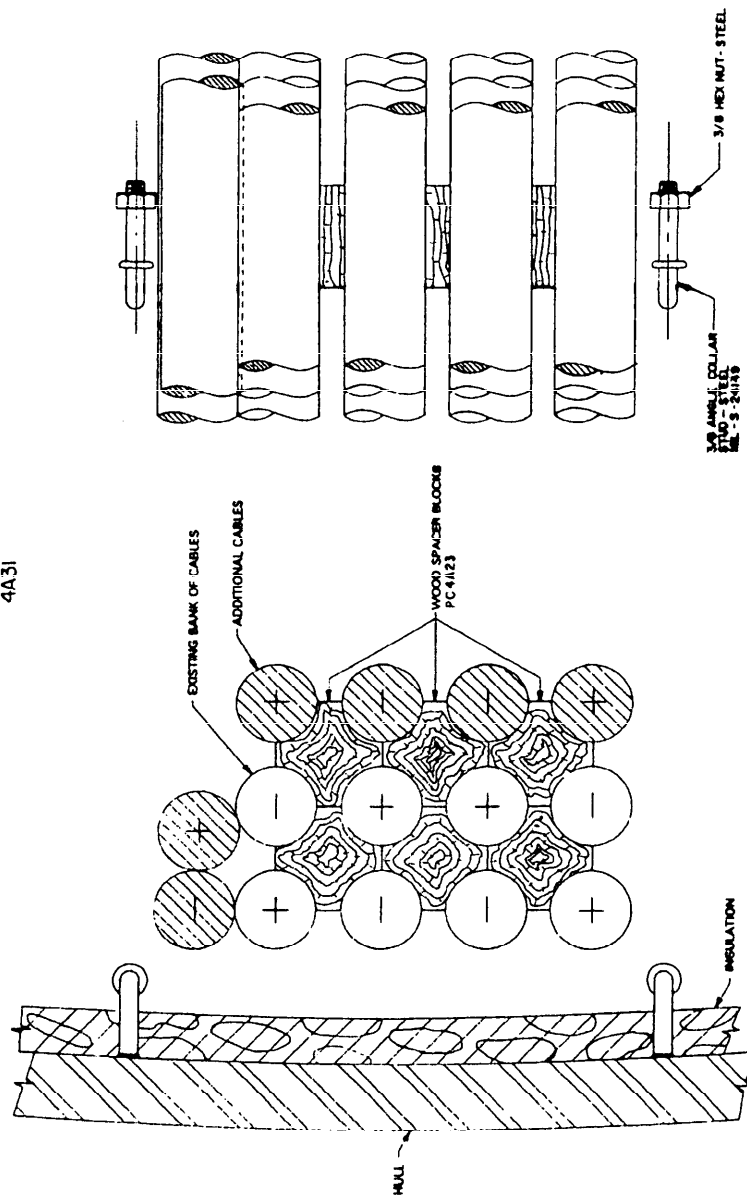 4A31
EXISTING BANK OF CABLES
ADDITIONAL CABLES
WOOD SPACER BLOCKS
PC 41123
HULL
INSULATION
3/8 HEX NUT - STEEL
3/8 ANGLE COLLAR
STUD - STEEL
MIL - S - 24149
+
-
+
-
+
-
+
-
+
+
-
-
+
-